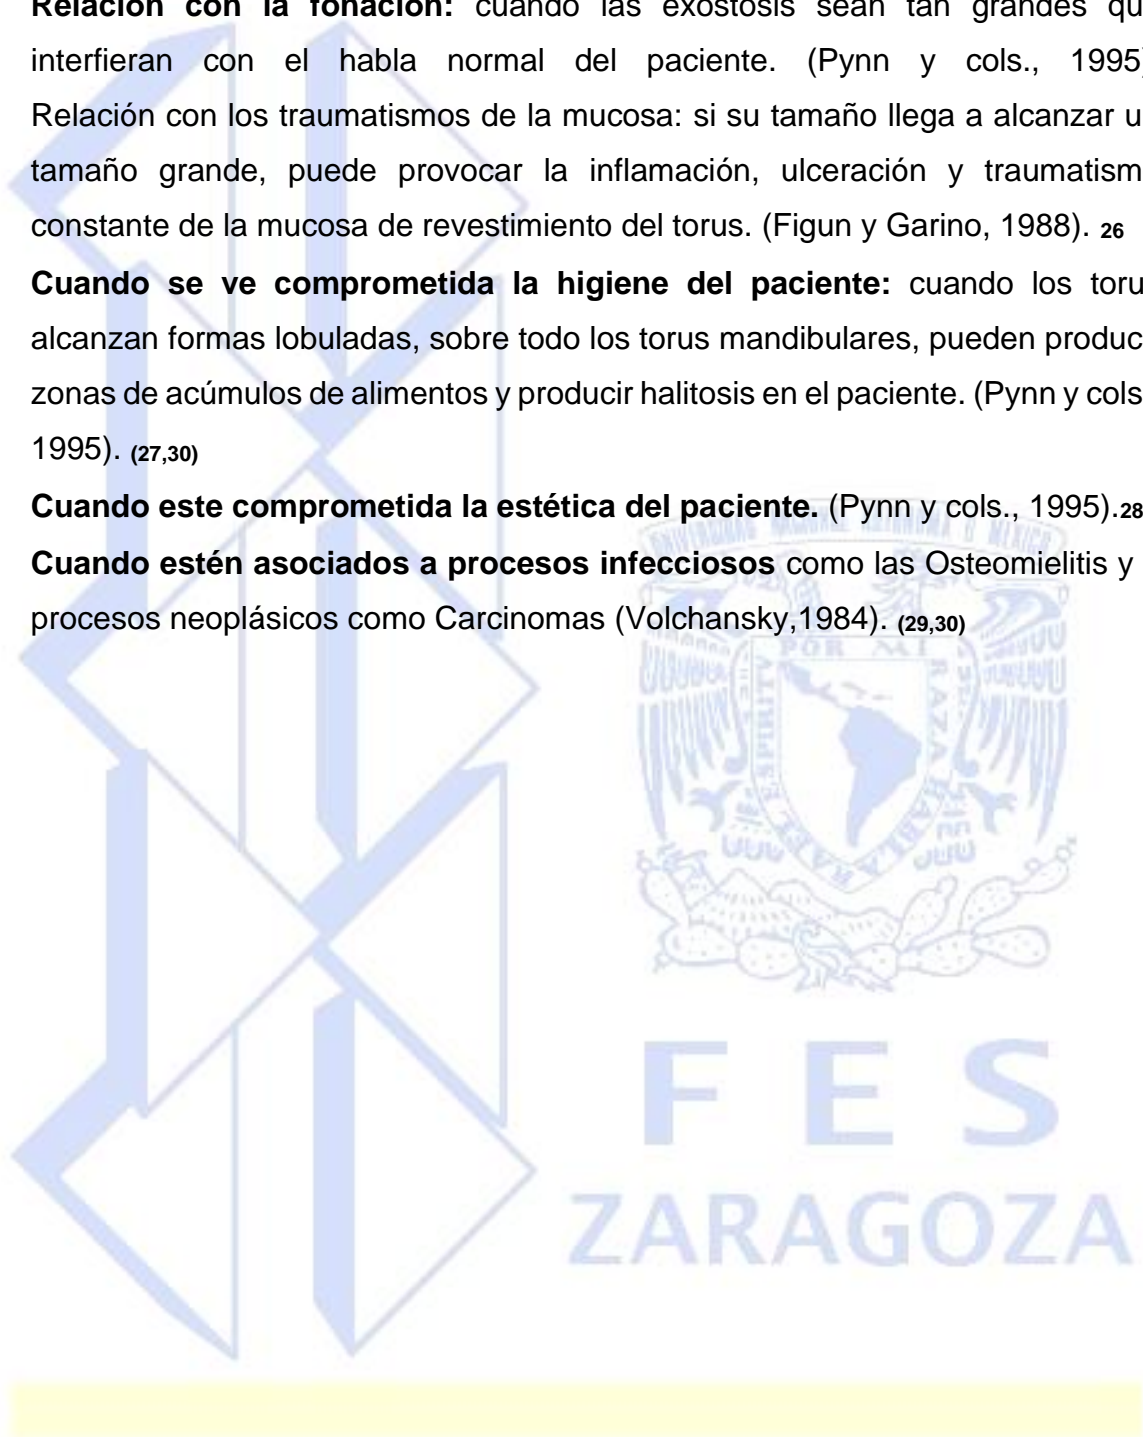 Relación con la fonación: cuando las exostosis sean tan grandes qu
interfieran con el habla normal del paciente. (Pynn y cols., 1995)
Relación con los traumatismos de la mucosa: si su tamaño llega a alcanzar u
tamaño grande, puede provocar la inflamación, ulceración y traumatism
constante de la mucosa de revestimiento del torus. (Figun y Garino, 1988). 26
Cuando se ve comprometida la higiene del paciente: cuando los toru
alcanzan formas lobuladas, sobre todo los torus mandibulares, pueden produc
zonas de acúmulos de alimentos y producir halitosis en el paciente. (Pynn y cols
1995). (27,30)
Cuando este comprometida la estética del paciente. (Pynn y cols., 1995).28
Cuando estén asociados a procesos infecciosos como las Osteomielitis y
procesos neoplásicos como Carcinomas (Volchansky,1984). (29,30)
POR MI RAZA HABLARA EL ESPIRITU
F E S
ZARAGOZA